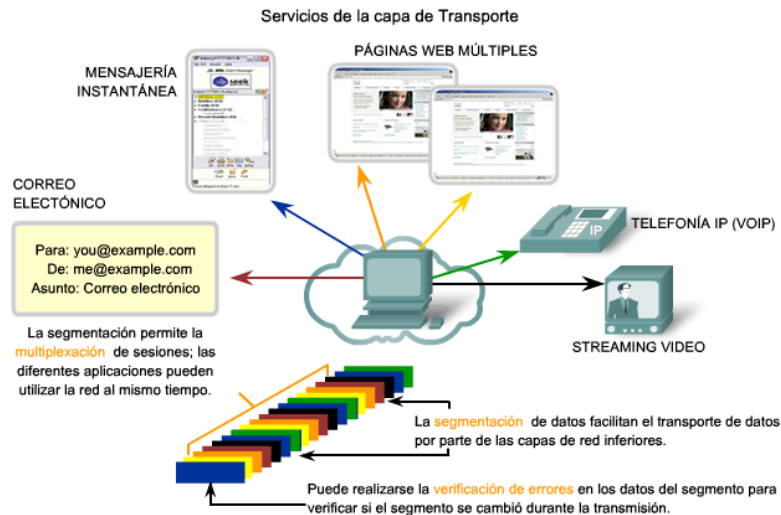 Servicios de la capa de Transporte
MENSAJERÍA
INSTANTÁNEA
seek
PÁGINAS WEB MÚLTIPLES
CORREO
ELECTÓNICO
Para: you@example.com
De: me@example.com
Asunto: Correo electrónico
IP
TELEFONÍA IP (VOIP)
STREAMING VIDEO
La segmentación permite la
multiplexación de sesiones; las
diferentes aplicaciones pueden
utilizar la red al mismo tiempo.
La segmentación de datos facilitan el transporte de datos
por parte de las capas de red inferiores.
Puede realizarse la verificación de errores en los datos del segmento para
verificar si el segmento se cambió durante la transmisión.